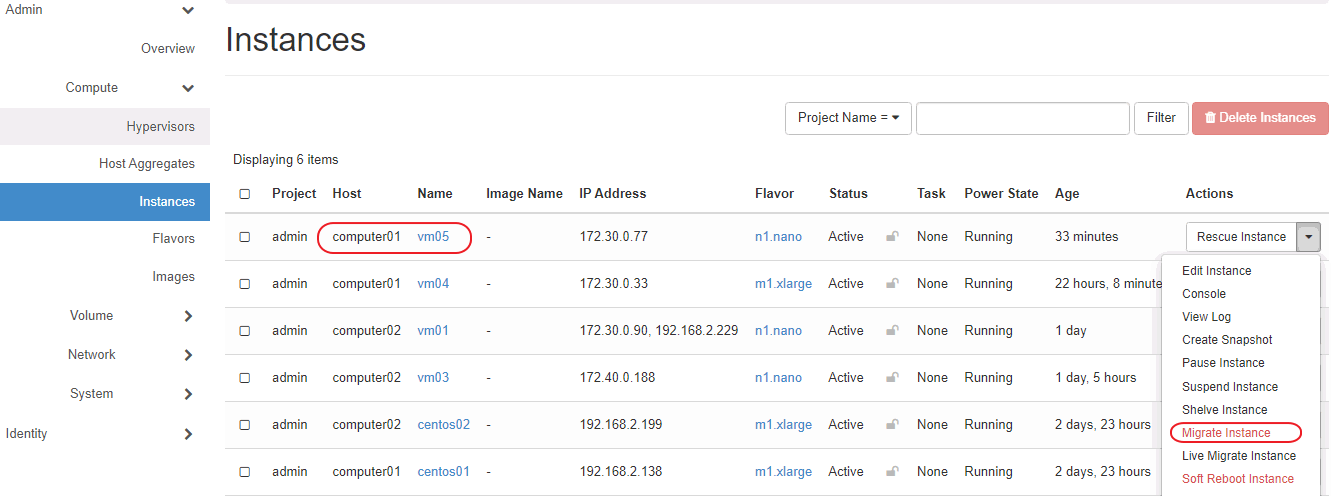 Admin
Overview
Compute
Hypervisors
Host Aggregates
Instances
Flavors
Images
Volume
Network
System
Identity
Instances
Project Name =
Filter
Delete Instances
Displaying 6 items
Project Host Name Image Name IP Address Flavor Status Task Power State Age Actions
admin computer01 vm05 - 172.30.0.77 n1.nano Active None Running 33 minutes Rescue Instance
admin computer01 vm04 - 172.30.0.33 m1.xlarge Active None Running 22 hours, 8 minute
admin computer02 vm01 - 172.30.0.90, 192.168.2.229 n1.nano Active None Running 1 day
admin computer02 vm03 - 172.40.0.188 n1.nano Active None Running 1 day, 5 hours
admin computer02 centos02 - 192.168.2.199 m1.xlarge Active None Running 2 days, 23 hours
admin computer01 centos01 - 192.168.2.138 m1.xlarge Active None Running 2 days, 23 hours
Edit Instance
Console
View Log
Create Snapshot
Pause Instance
Suspend Instance
Shelve Instance
Migrate Instance
Live Migrate Instance
Soft Reboot Instance